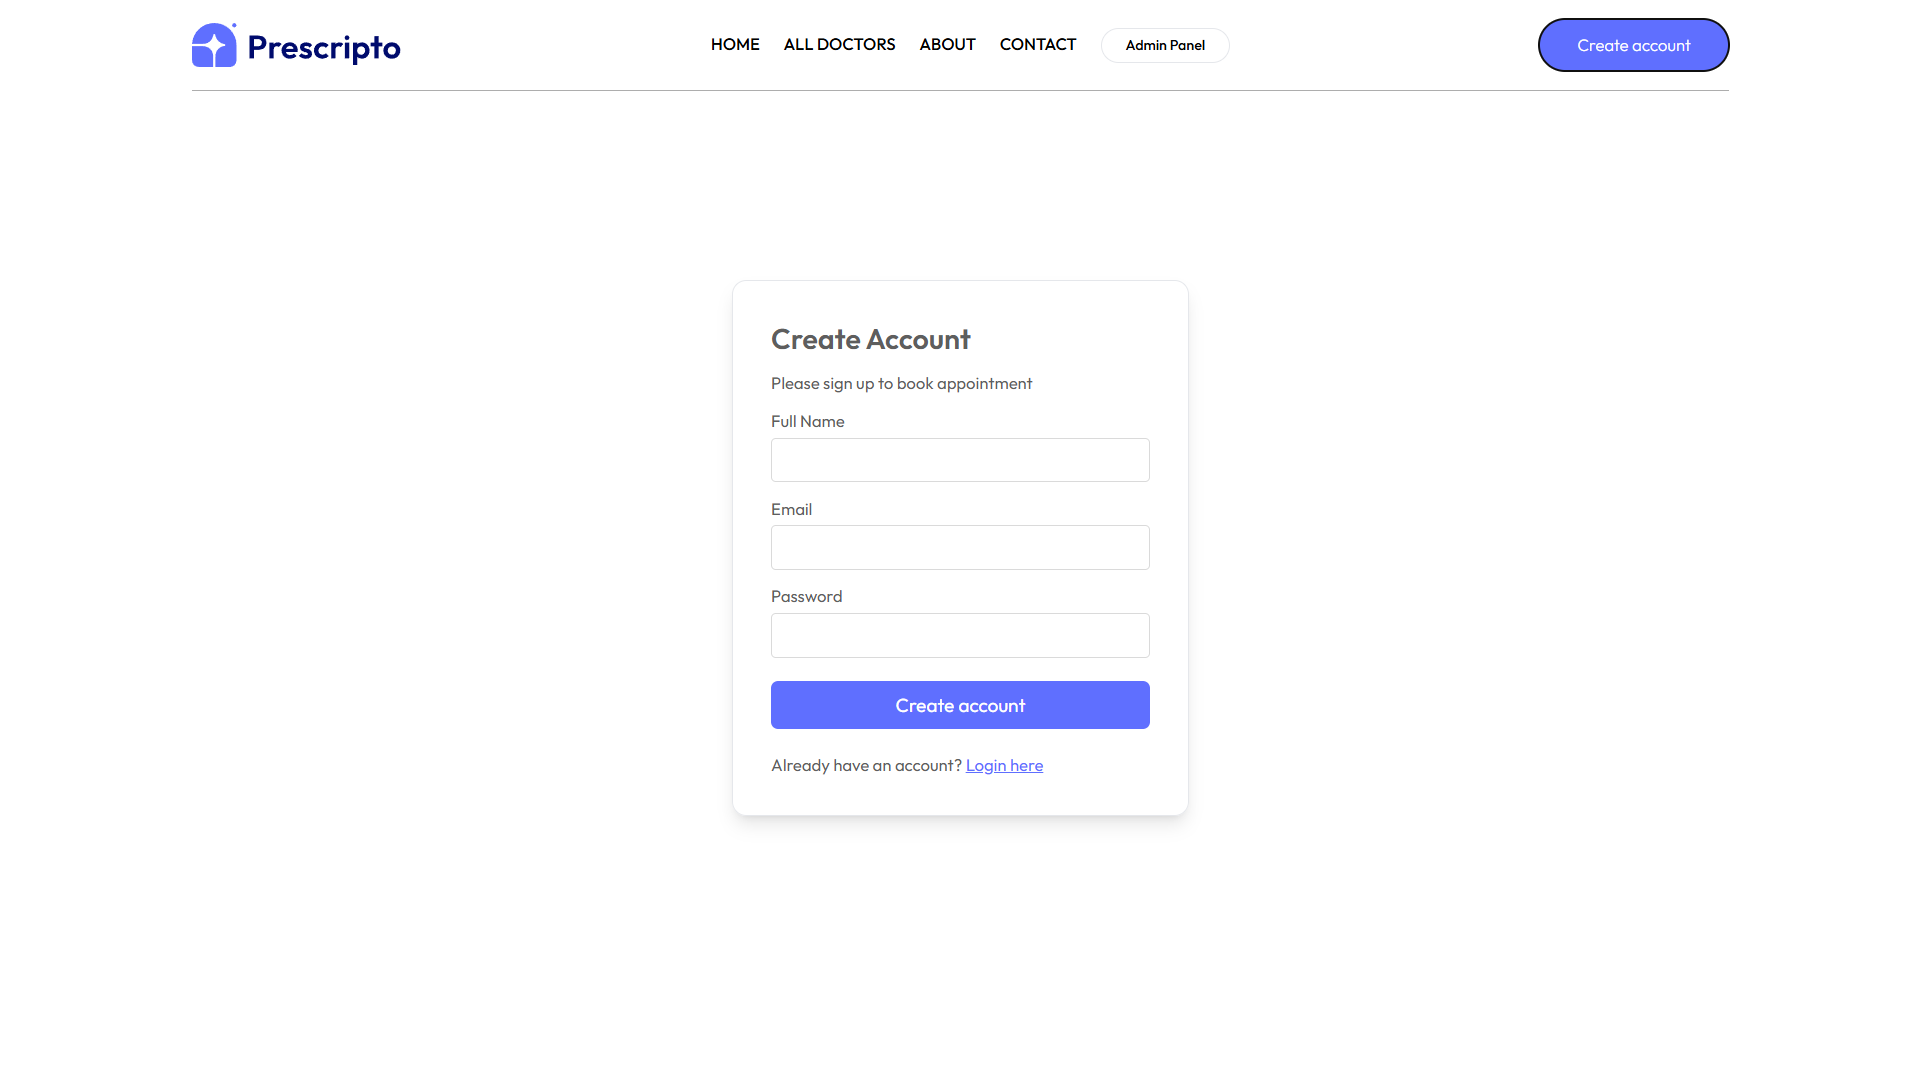 Prescripto
HOME
ALL DOCTORS
ABOUT
CONTACT
Admin Panel
Create account
Create Account
Please sign up to book appointment
Full Name
Email
Password
Create account
Already have an account? Login here